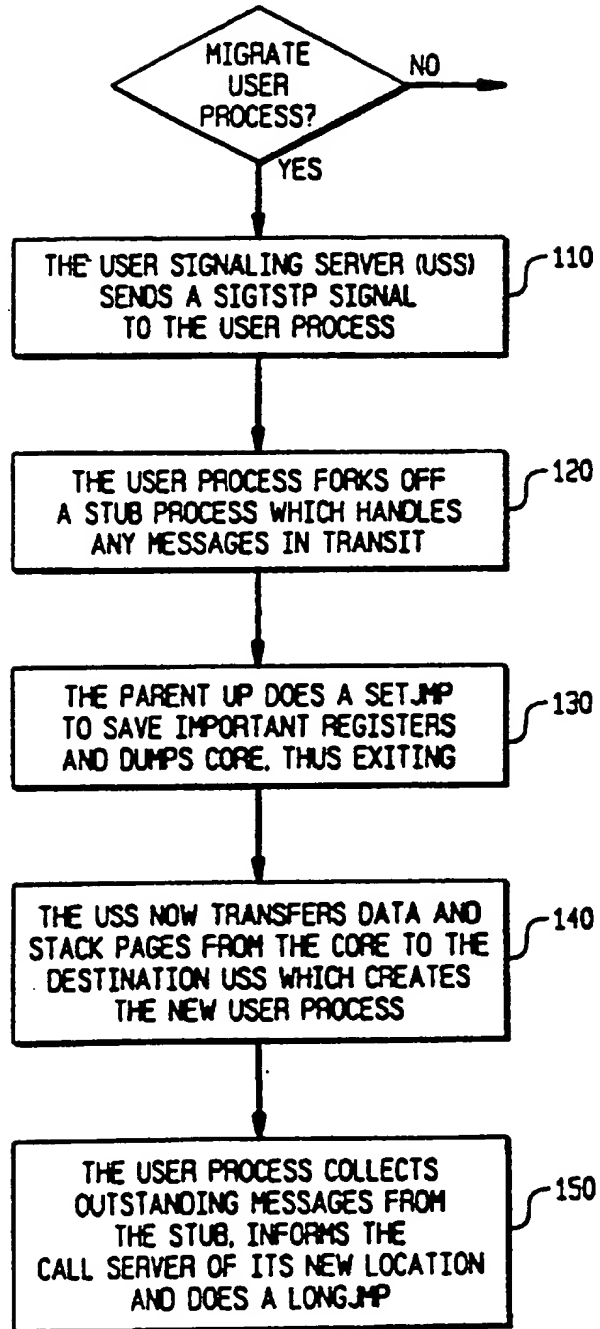 MIGRATE
USER
PROCESS?
NO
YES
THE USER SIGNALING SERVER (USS)
SENDS A SIGTSTP SIGNAL
TO THE USER PROCESS
110
THE USER PROCESS FORKS OFF
A STUB PROCESS WHICH HANDLES
ANY MESSAGES IN TRANSIT
120
THE PARENT UP DOES A SETJMP
TO SAVE IMPORTANT REGISTERS
AND DUMPS CORE, THUS EXITING
130
THE USS NOW TRANSFERS DATA AND
STACK PAGES FROM THE CORE TO THE
DESTINATION USS WHICH CREATES
THE NEW USER PROCESS
140
THE USER PROCESS COLLECTS
OUTSTANDING MESSAGES FROM
THE STUB, INFORMS THE
CALL SERVER OF ITS NEW LOCATION
AND DOES A LONGJMP
150